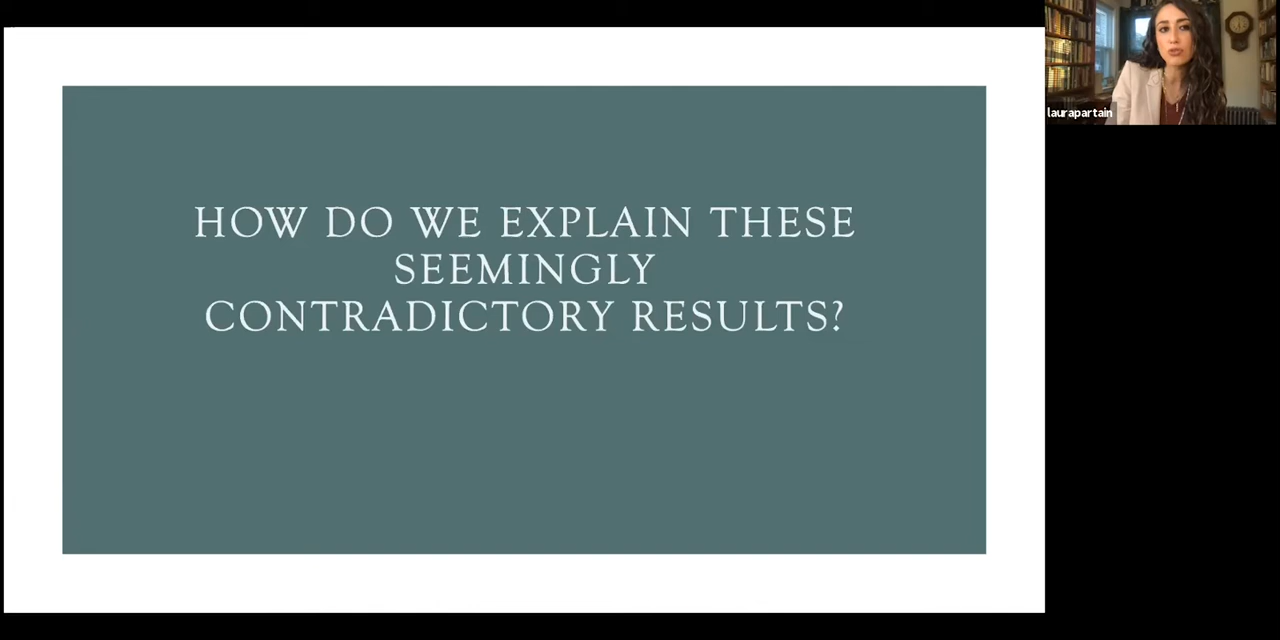 HOW DO WE EXPLAIN THESE
SEEMINGLY
CONTRADICTORY RESULTS?
laurapartain